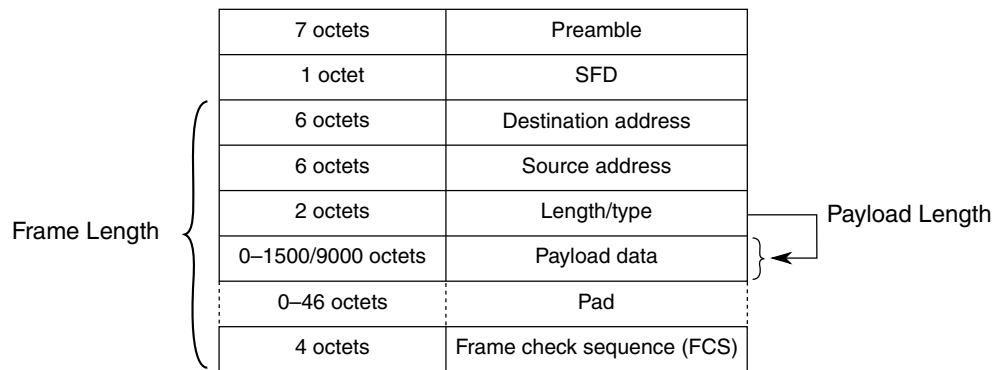 7 octets Preamble
1 octet SFD
6 octets Destination address
6 octets Source address
2 octets Length/type
Frame Length
Payload Length
0–1500/9000 octets Payload data
0–46 octets Pad
4 octets Frame check sequence (FCS)